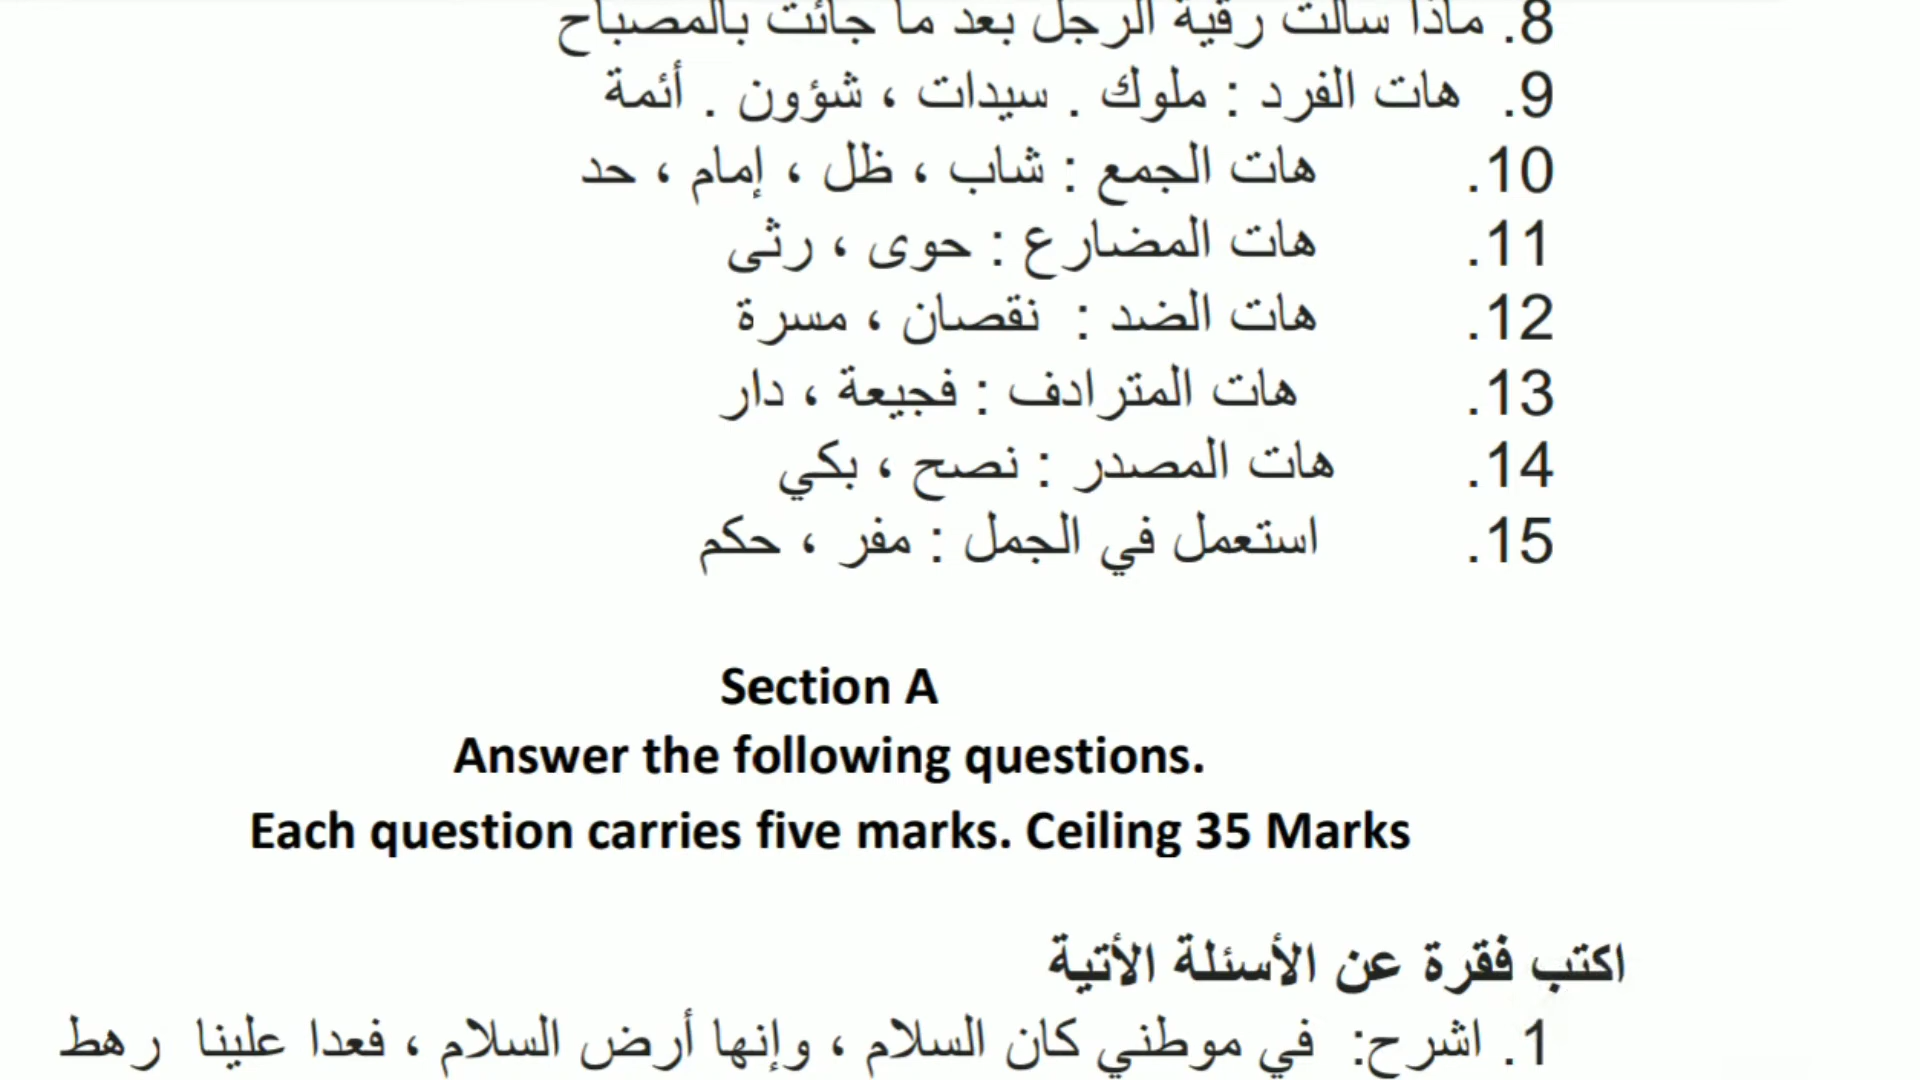 8. ماذا سالت رقية الرجل بعد ما جائت بالمصباح
9. هات الفرد : ملوك . سيدات ، شؤون . أئمة
10. هات الجمع : شاب ، ظل ، إمام ، حد
11. هات المضارع : حوى ، رثى
12. هات الضد : نقصان ، مسرة
13. هات المترادف : فجيعة ، دار
14. هات المصدر : نصح ، بكي
15. استعمل في الجمل : مفر ، حكم
Section A
Answer the following questions.
Each question carries five marks. Ceiling 35 Marks
اكتب فقرة عن الأسئلة الأتية
1. اشرح: في موطني كان السلام ، وإنها أرض السلام ، فعدا علينا رهط